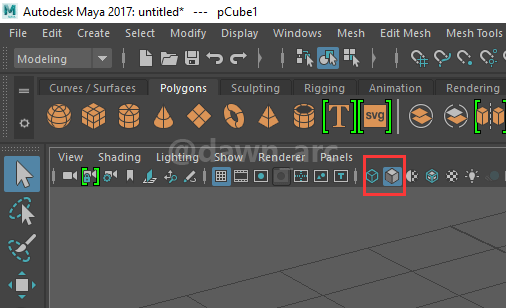 Autodesk Maya 2017: untitled* --- pCube1
File Edit Create Select Modify Display Windows Mesh Edit Mesh Mesh Tools
Modeling
Curves / Surfaces Polygons Sculpting Rigging Animation Rendering
T svg
@dawn_arc
View Shading Lighting Show Renderer Panels